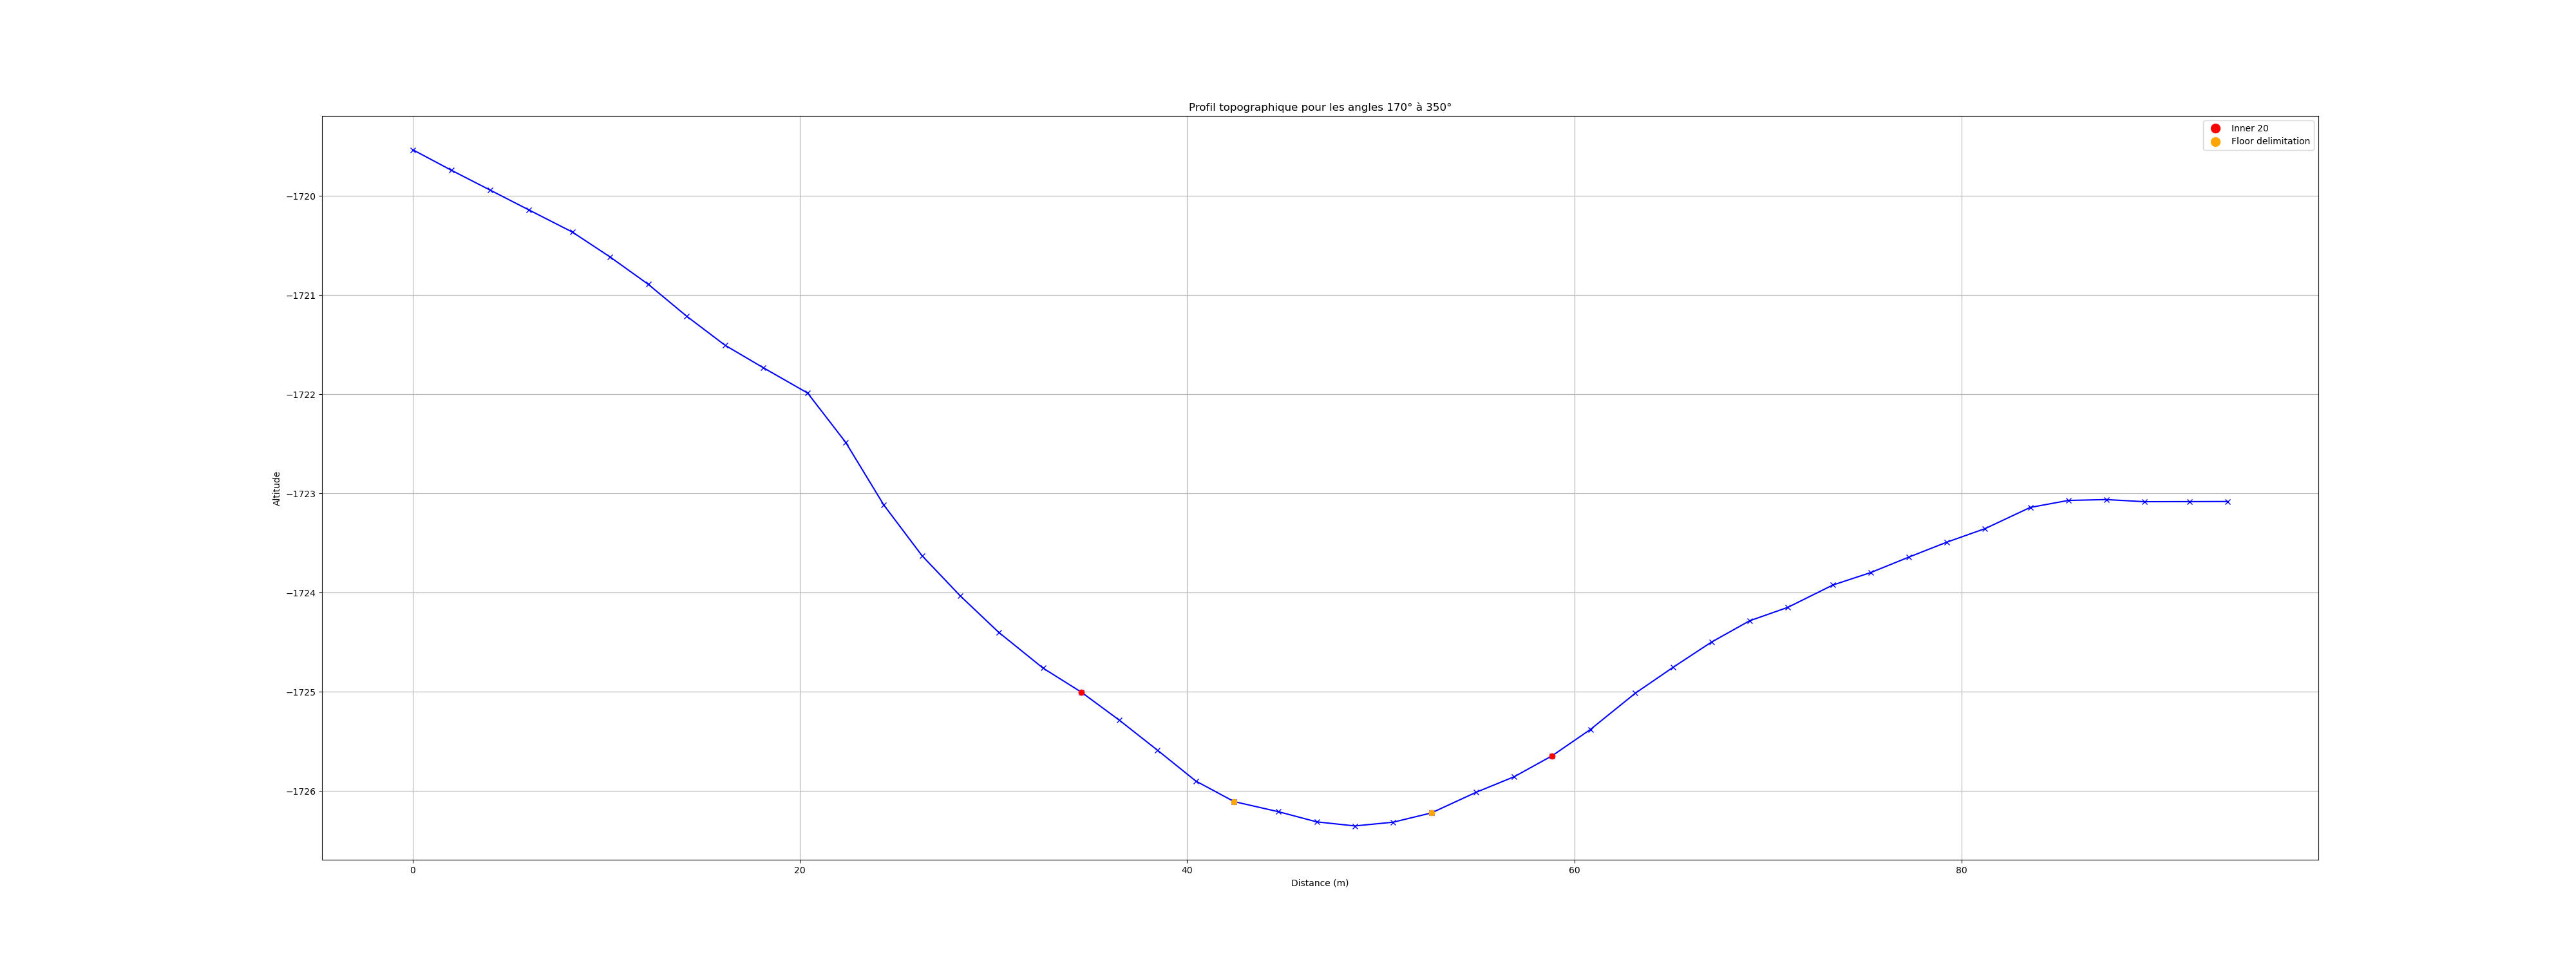 Profil topographique pour les angles 170° à 350°
Inner 20
Floor delimitation
−1720
−1721
−1722
−1723
−1724
−1725
−1726
Altitude
0 20 40 60 80
Distance (m)